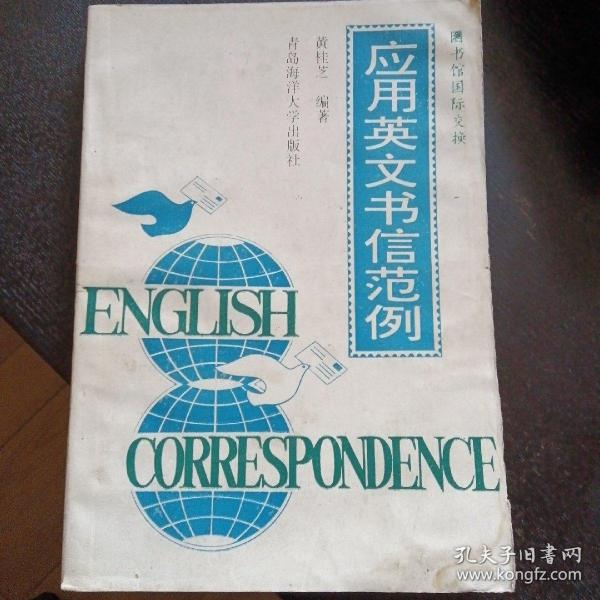 图书馆国际交换
应用英文书信范例
黄桂芝 编著
青岛海洋大学出版社
ENGLISH
CORRESPONDENCE
孔夫子旧书网
www.kongfz.com